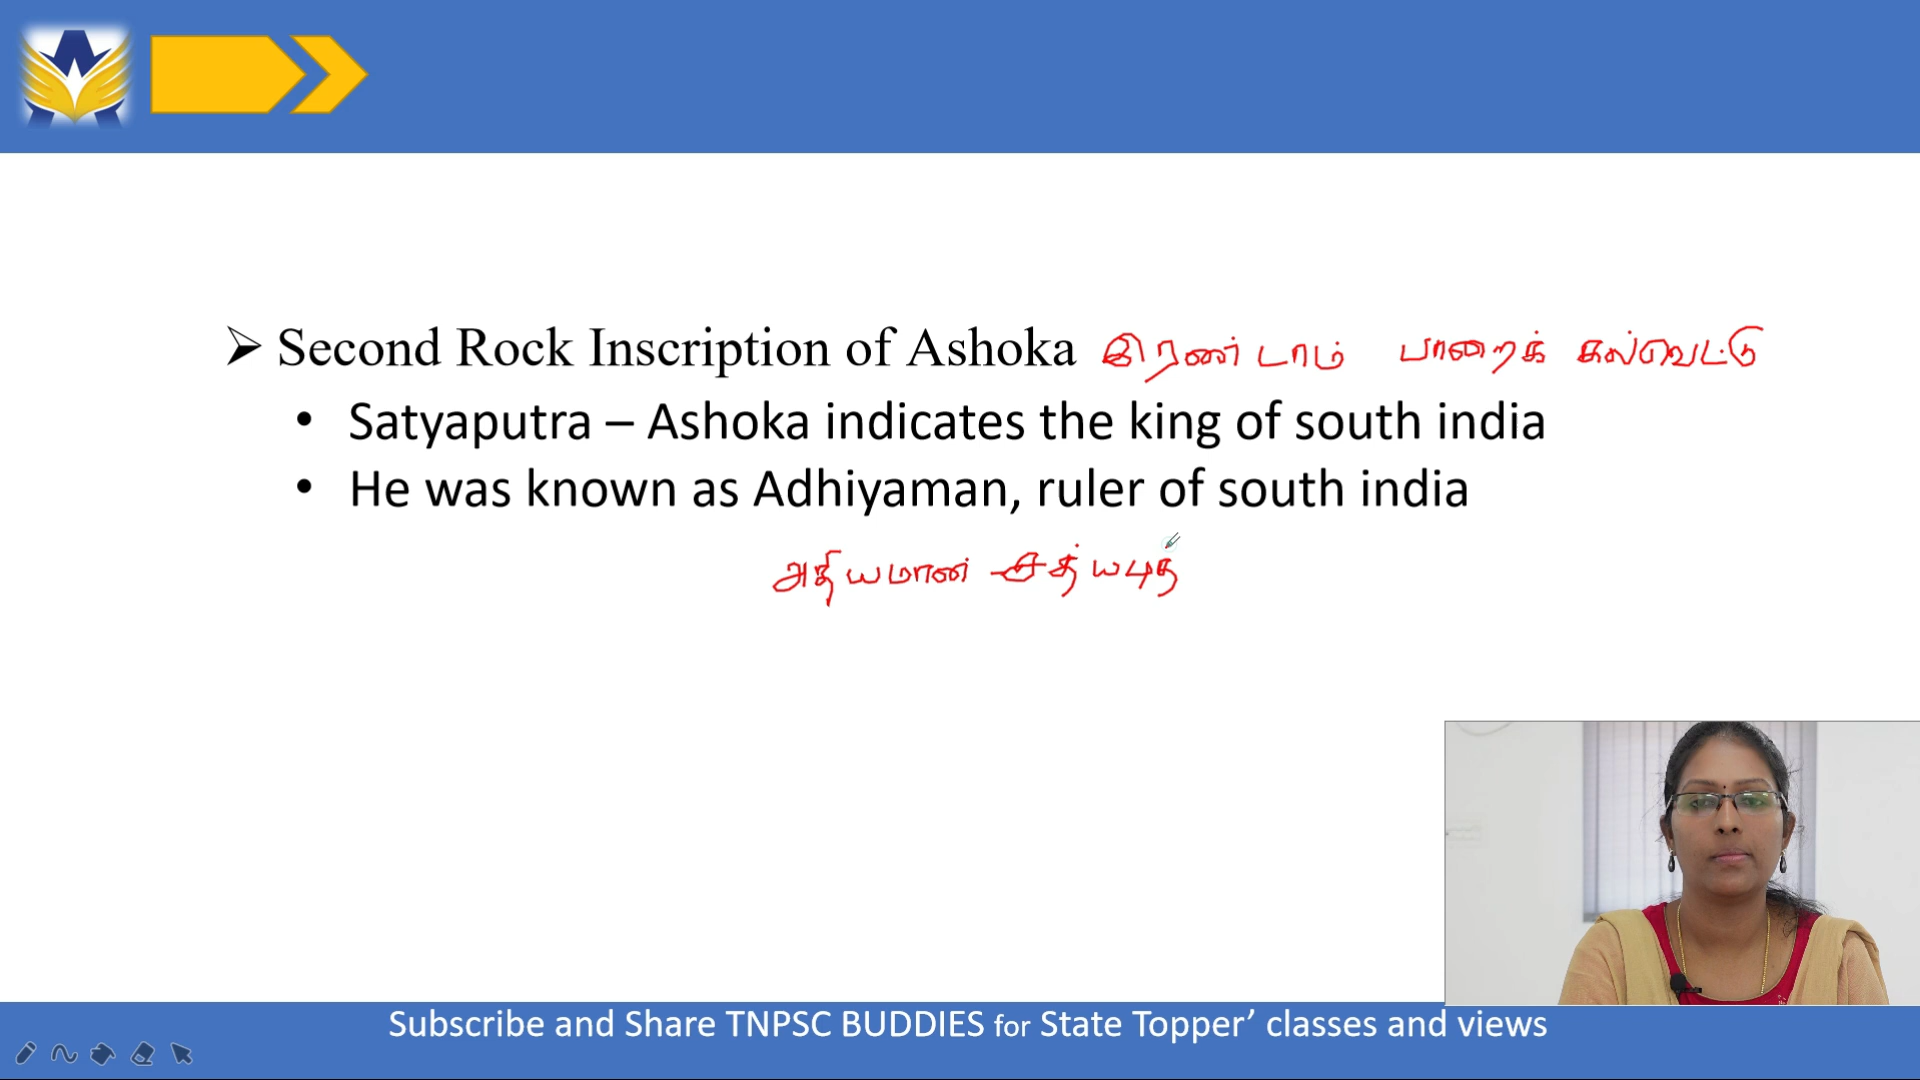 ➢ Second Rock Inscription of Ashoka இரண்டாம் பாறைக் கல்வெட்டு
• Satyaputra – Ashoka indicates the king of south india
• He was known as Adhiyaman, ruler of south india
அதியமான் சத்யபுத
Subscribe and Share TNPSC BUDDIES for State Topper’ classes and views